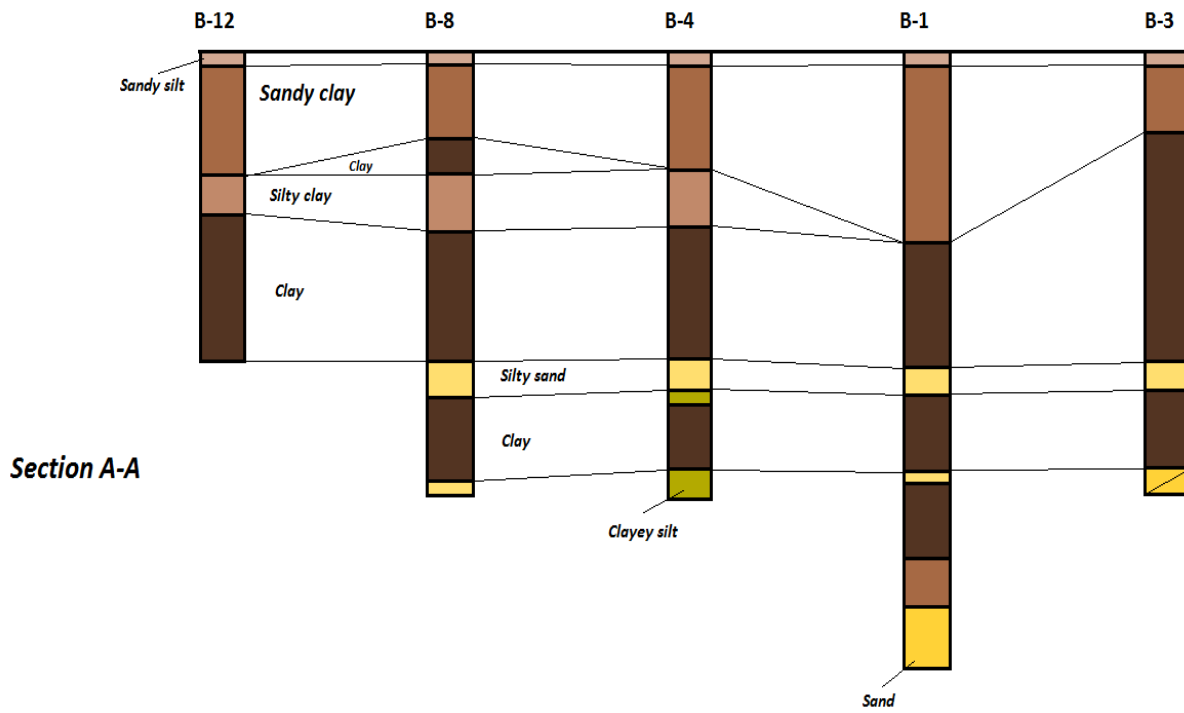 B-12 B-8 B-4 B-1 B-3
Sandy silt
Sandy clay
Clay
Silty clay
Clay
Silty sand
Clay
Section A-A
Clayey silt
Sand